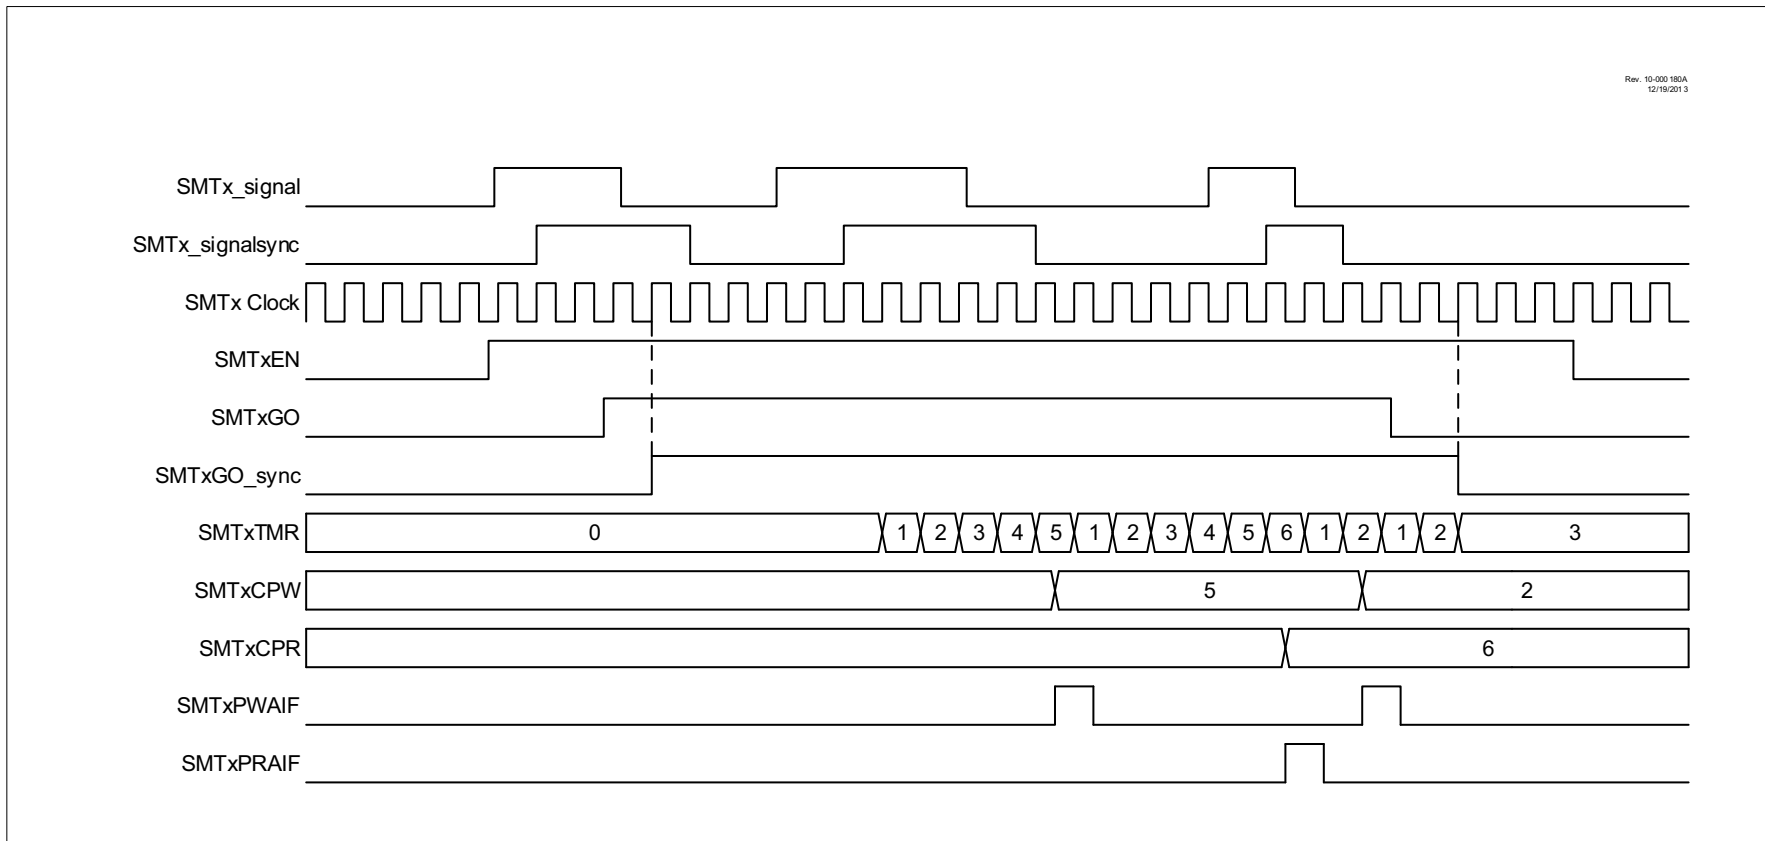 Rev. 10-000 180A
12/19/201 3
SMTx_signal
SMTx_signalsync
SMTx Clock
SMTxEN
SMTxGO
SMTxGO_sync
SMTxTMR 0 1 2 3 4 5 1 2 3 4 5 6 1 2 1 2 3
SMTxCPW 5 2
SMTxCPR 6
SMTxPWAIF
SMTxPRAIF